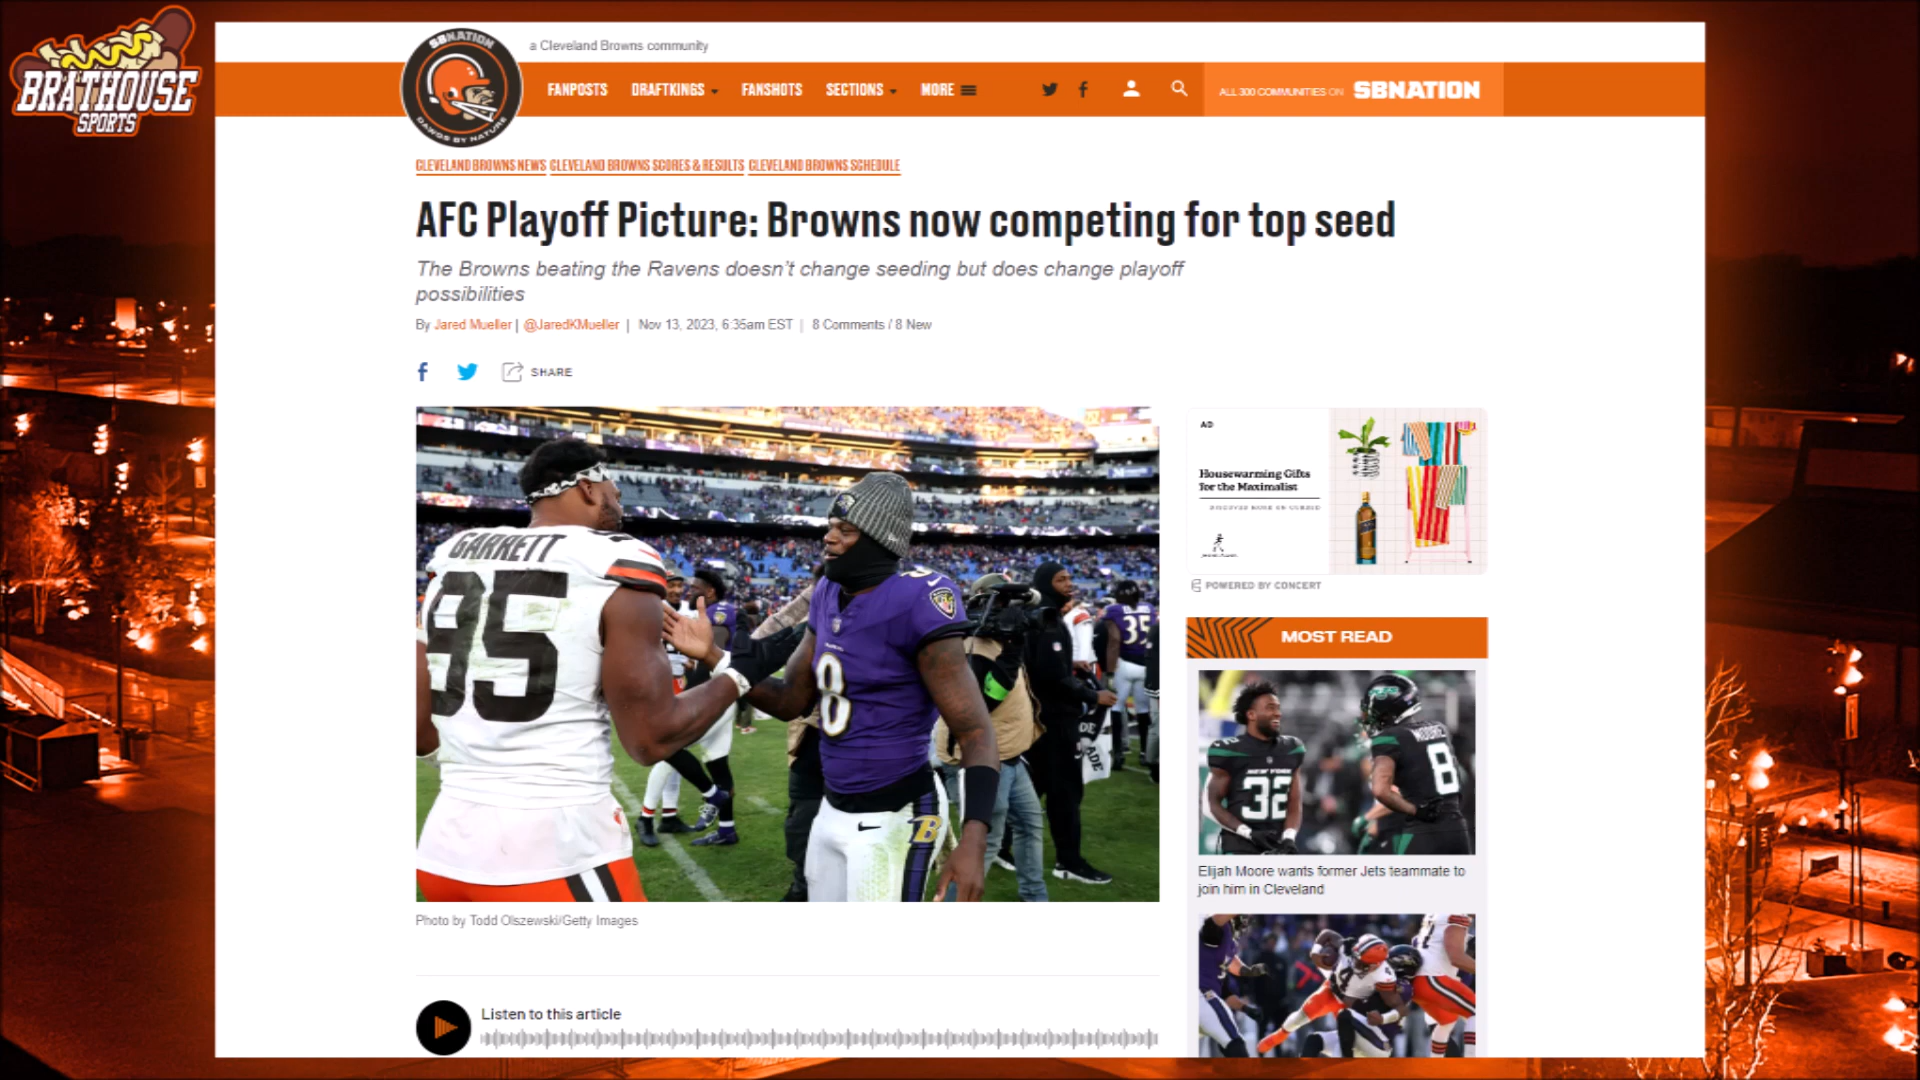 BRATHOUSE
SPORTS
SBNATION
DAWGS BY NATURE
a Cleveland Browns community
FANPOSTS DRAFTKINGS FANSHOTS SECTIONS MORE
ALL 300 COMMUNITIES ON SBNATION
CLEVELAND BROWNS NEWS CLEVELAND BROWNS SCORES & RESULTS CLEVELAND BROWNS SCHEDULE
AFC Playoff Picture: Browns now competing for top seed
The Browns beating the Ravens doesn't change seeding but does change playoff
possibilities
By Jared Mueller | @JaredKMueller | Nov 13, 2023, 6:35am EST | 8 Comments / 8 New
SHARE
GARRETT
95
8
35
B
AD
Housewarming Gifts
for the Maximalist
POWERED BY CONCERT
MOST READ
NEW YORK
32
MOORE
8
Elijah Moore wants former Jets teammate to
join him in Cleveland
Photo by Todd Olszewski/Getty Images
Listen to this article